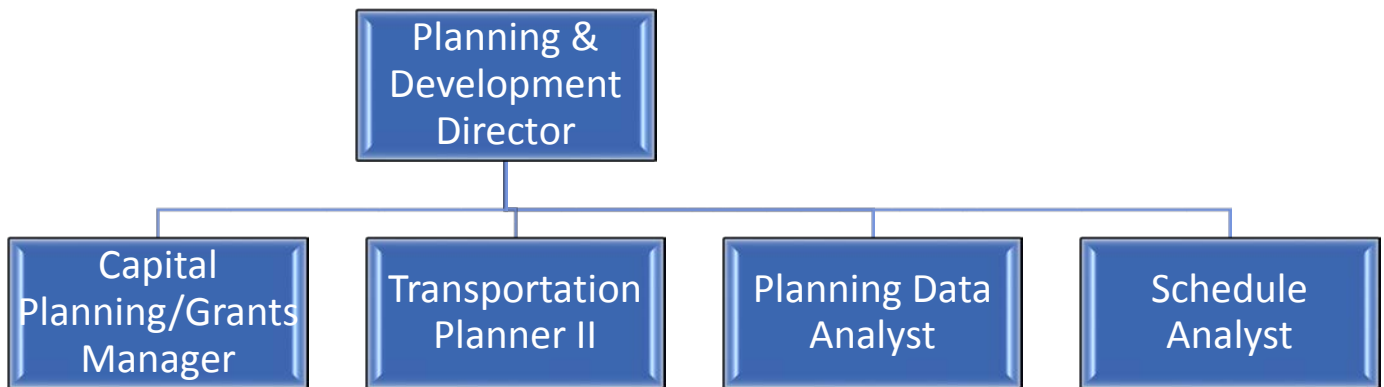 Planning &
Development
Director
Capital
Planning/Grants
Manager
Transportation
Planner II
Planning Data
Analyst
Schedule
Analyst